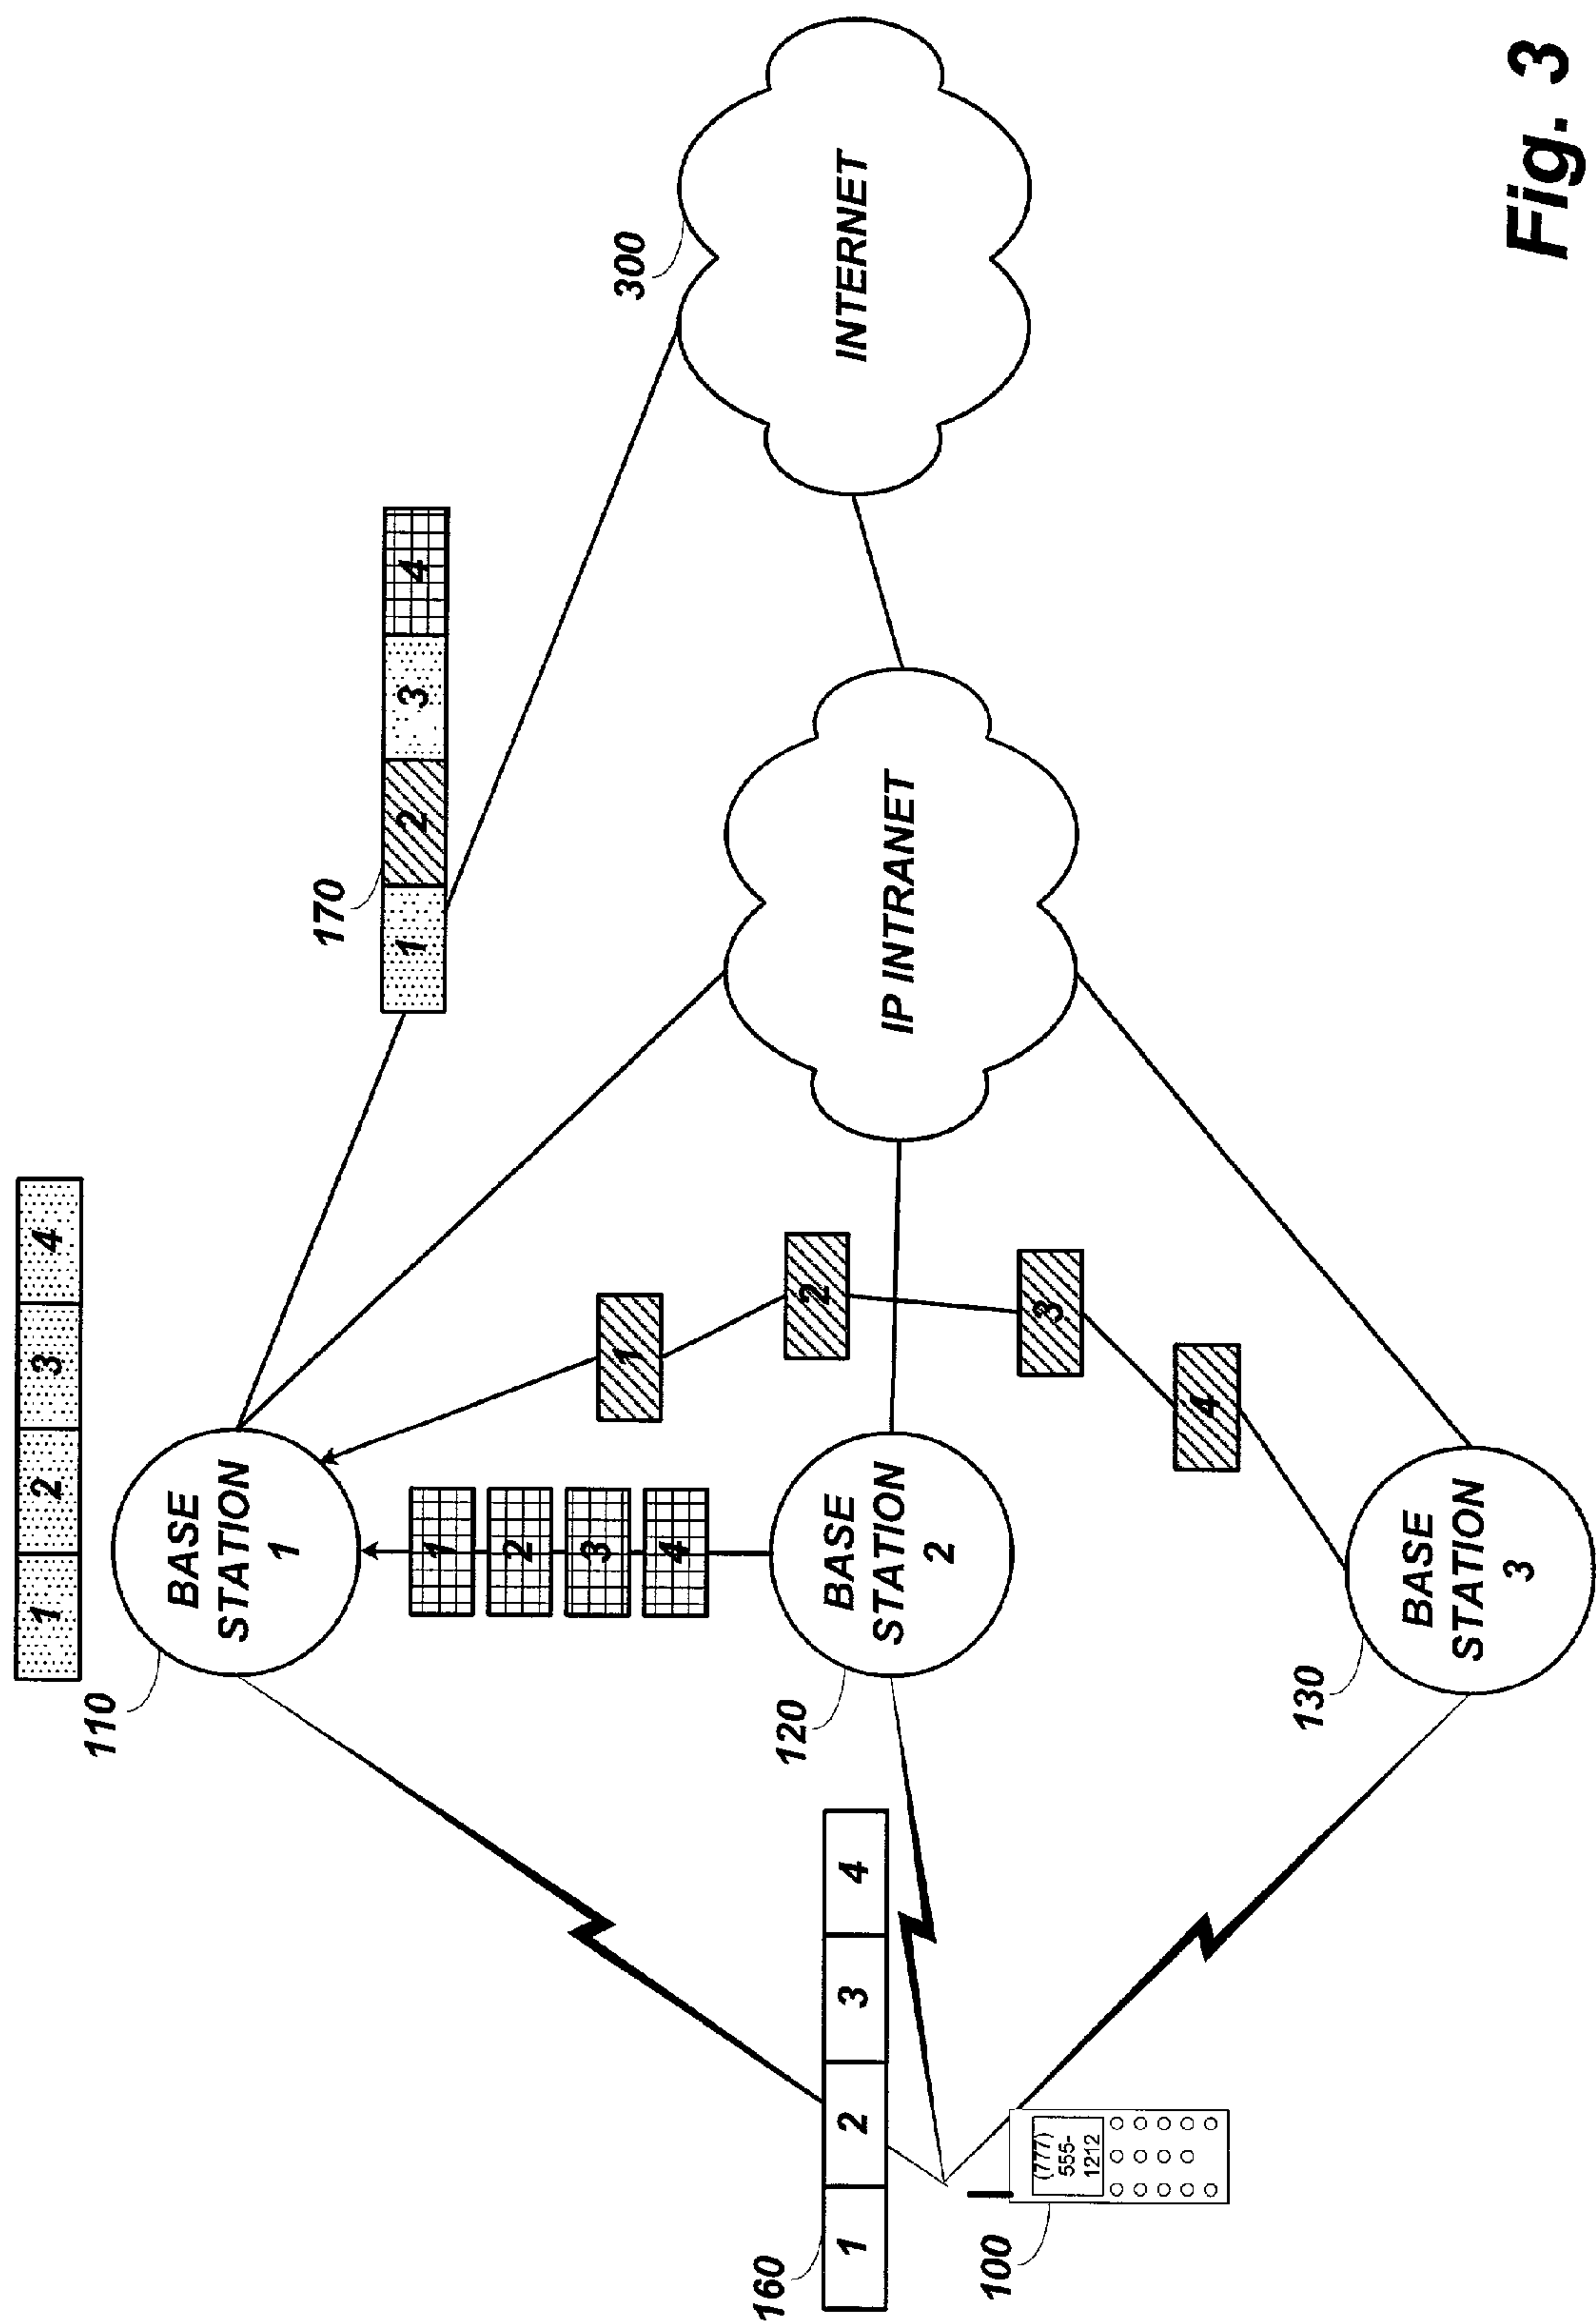 1 2 3 4
110
BASE
STATION
1
170
1 2 3 4
300
INTERNET
1
2
3
4
1
2
3
4
IP INTRANET
160
1 2 3 4
120
BASE
STATION
2
100
(777)
555-
1212
130
BASE
STATION
3
Fig. 3